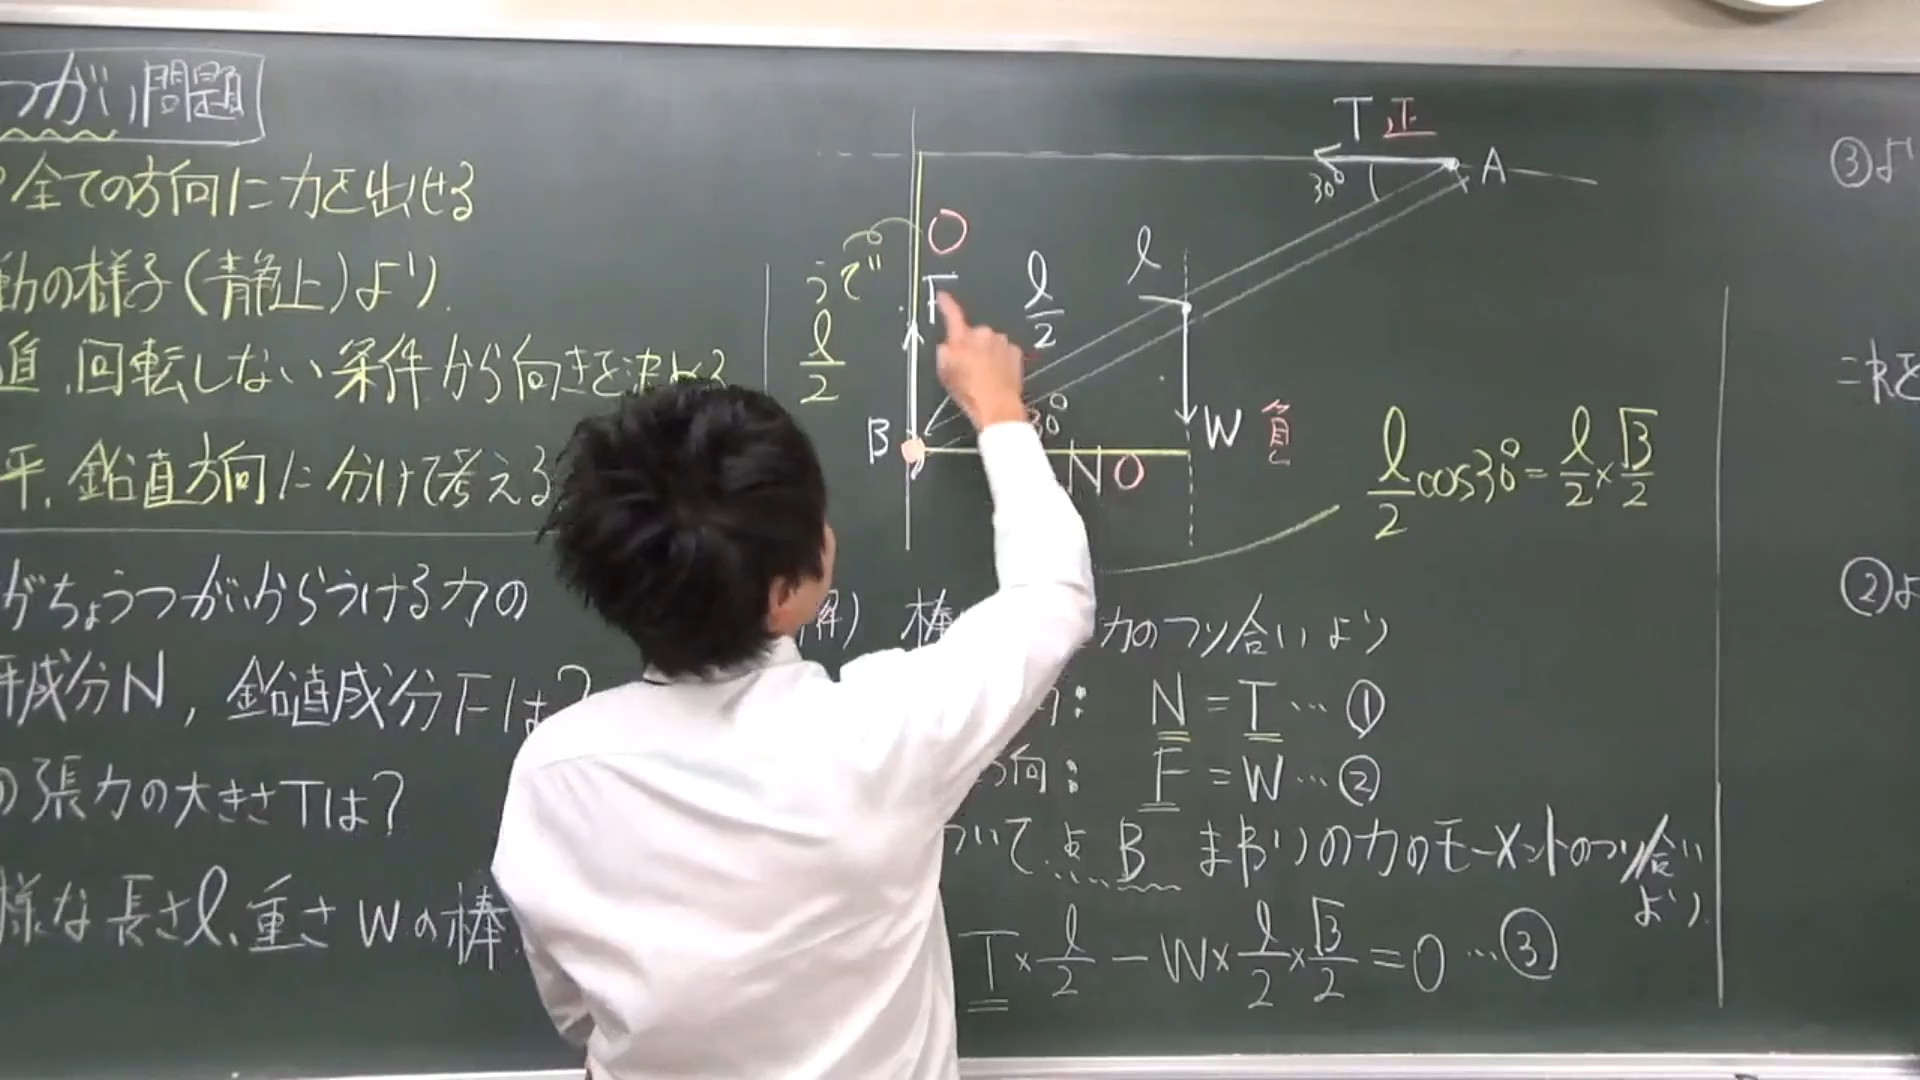 つがい問題
全ての方向に力を出せる
動の様子(静止)より
直、回転しない条件から向きを決める
平、鉛直方向に分けて考える
がちょうつがいからうける力の
平成分N, 鉛直成分Fは?
の張力の大きさTは?
様な長さl、重さWの棒
T 正
30° A
O
F
うで
l/2
l/2
l
B
30°
N O
W 負
l/2 cos30° = l/2 × √3/2
解) 棒 力のつり合いより
向: N = T … ①
方向: F = W … ②
ついて点B まわりの力のモーメントのつり合い
より
T × l/2 − W × l/2 × √3/2 = 0 … ③
③よ
これを
②よ